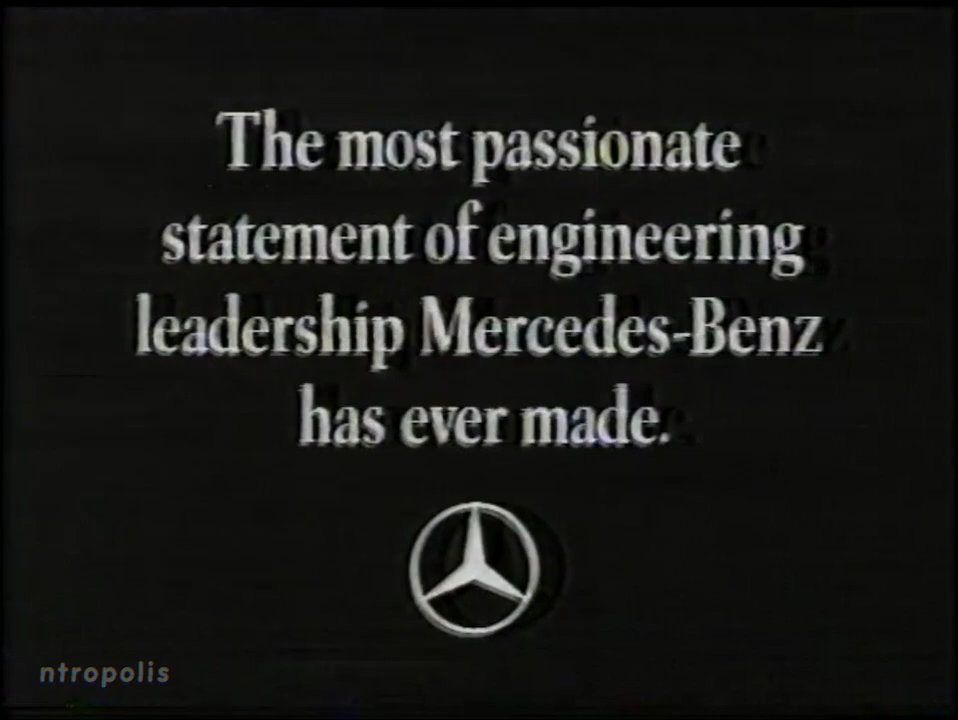 The most passionate
statement of engineering
leadership Mercedes-Benz
has ever made.
ntropolis